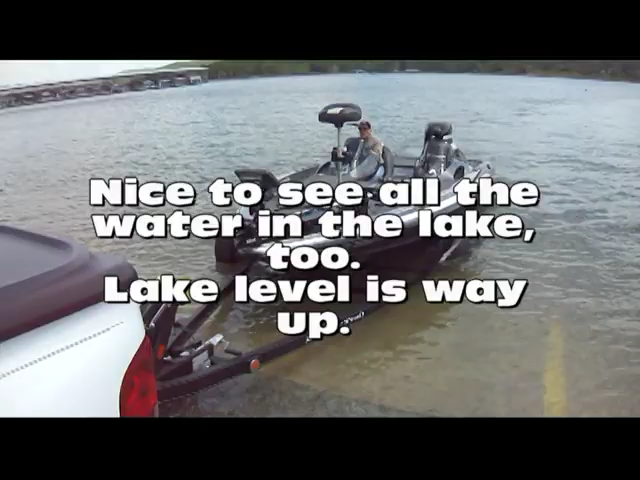 Nice to see all the
water in the lake,
too.
Lake level is way
up.